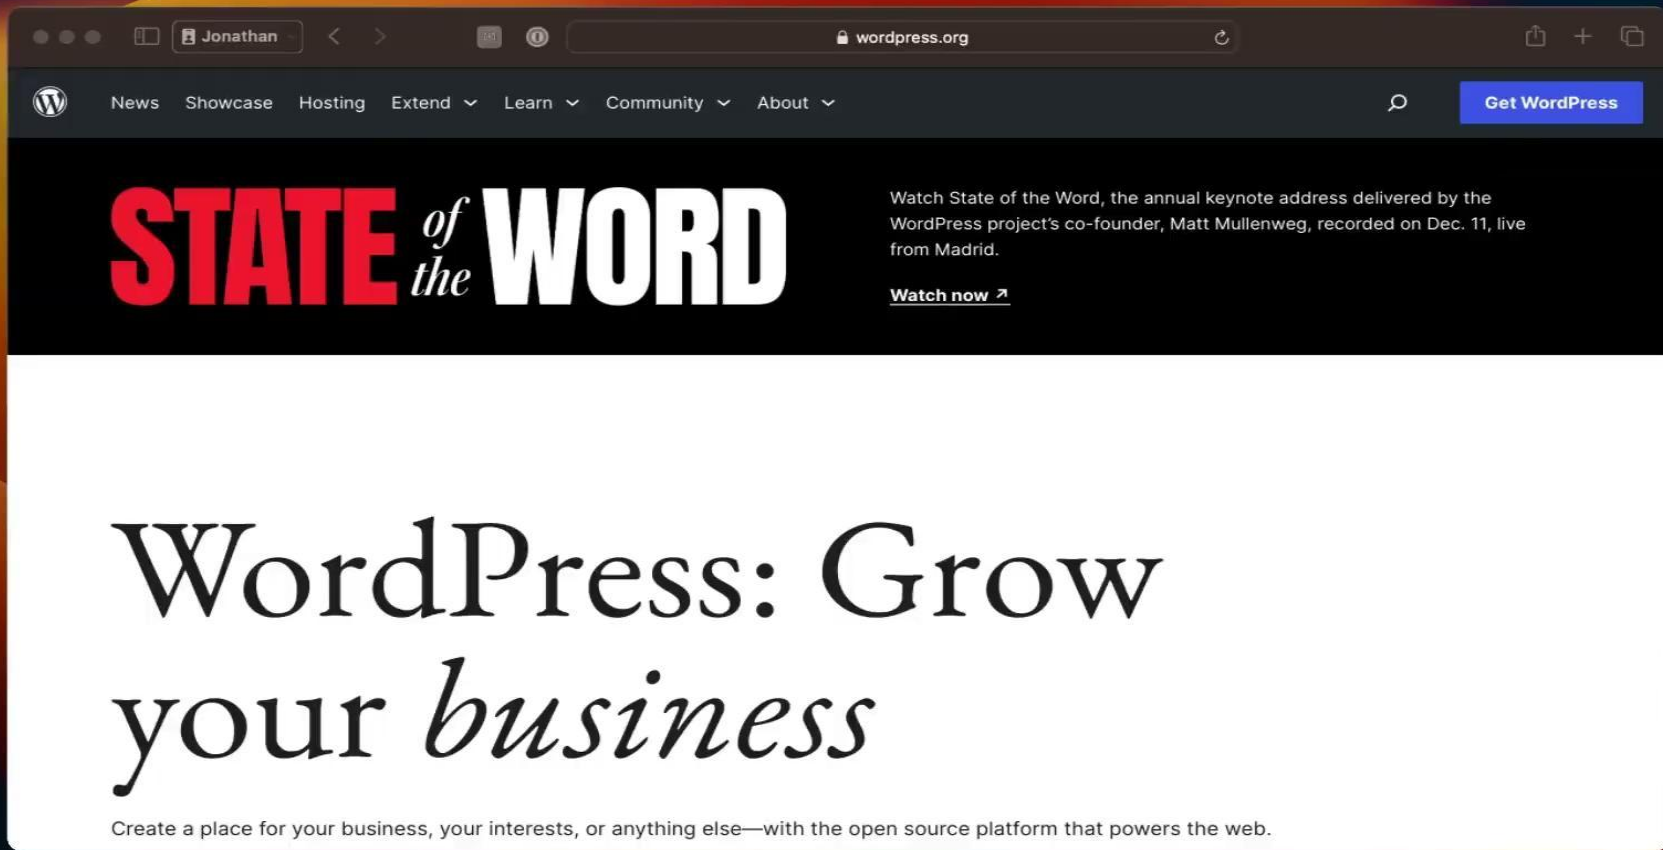 Jonathan
wordpress.org
News Showcase Hosting Extend Learn Community About
Get WordPress
STATE of the WORD
Watch State of the Word, the annual keynote address delivered by the
WordPress project's co-founder, Matt Mullenweg, recorded on Dec. 11, live
from Madrid.
Watch now ↗
WordPress: Grow
your business
Create a place for your business, your interests, or anything else—with the open source platform that powers the web.